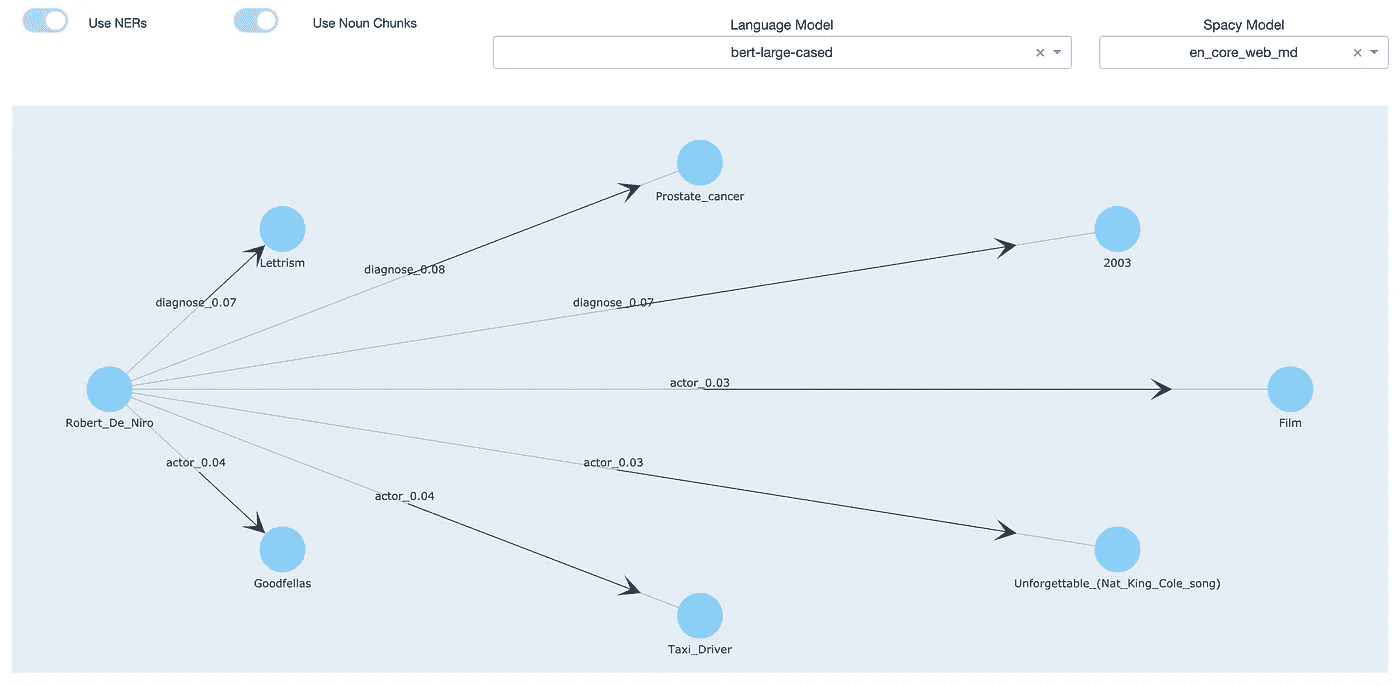 Use NERs
Use Noun Chunks
Language Model
Spacy Model
bert-large-cased
en_core_web_md
Prostate_cancer
Lettrism
2003
diagnose_0.08
diagnose_0.07
diagnose_0.07
actor_0.03
Robert_De_Niro
Film
actor_0.04
actor_0.03
actor_0.04
Goodfellas
Unforgettable_(Nat_King_Cole_song)
Taxi_Driver